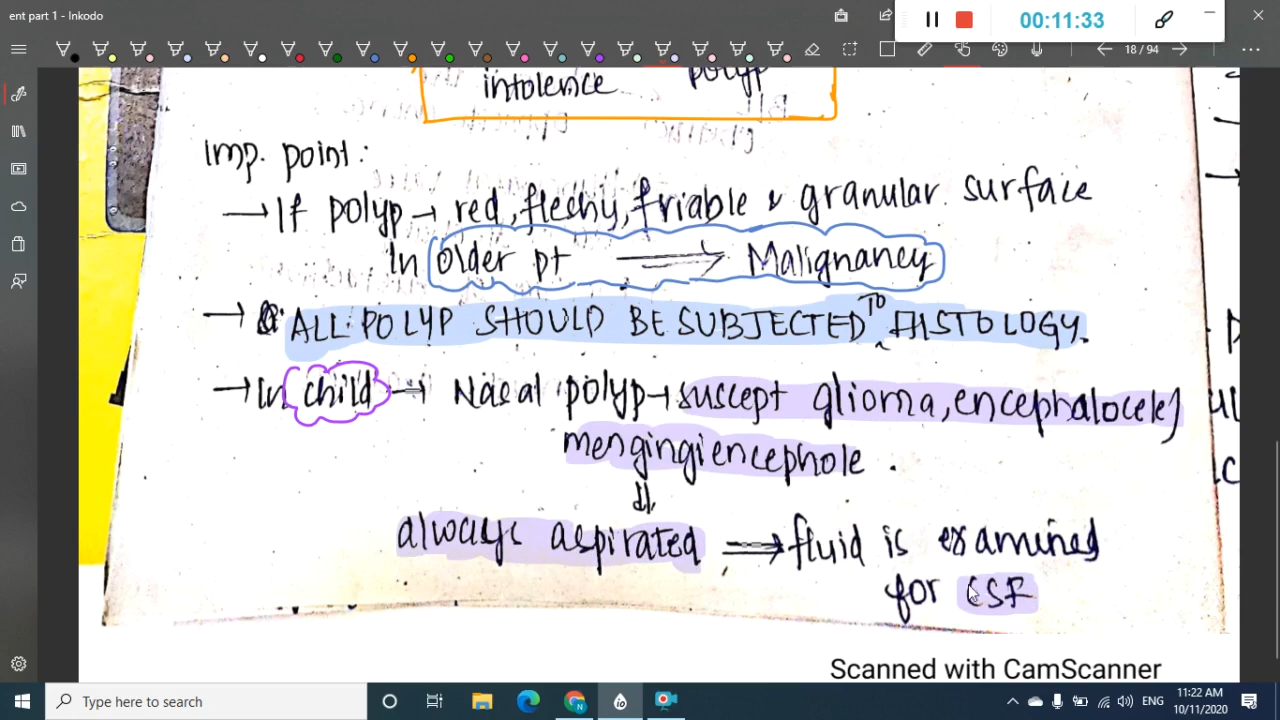 ent part 1 - Inkodo
00:11:33
18 / 94
intolence polyp
Imp. point :
→ If polyp → red, fleshy, friable & granular surface
In older pt ⟹ Malignancy
→ ALL POLYP SHOULD BE SUBJECTED TO HISTOLOGY.
→ In child → Nasal polyp → suscept glioma, encephalocele,
mengingiencephole.
⇓
always aspirated ⟹ fluid is examined
for CSF
Scanned with CamScanner
Type here to search
ENG
11:22 AM
10/11/2020